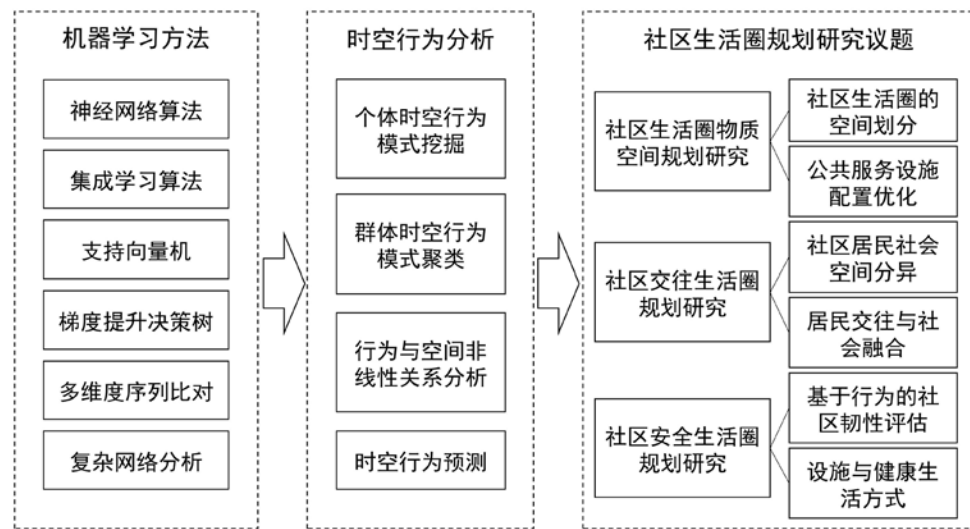 机器学习方法
神经网络算法
集成学习算法
支持向量机
梯度提升决策树
多维度序列比对
复杂网络分析
时空行为分析
个体时空行为
模式挖掘
群体时空行为
模式聚类
行为与空间非
线性关系分析
时空行为预测
社区生活圈规划研究议题
社区生活圈物质
空间规划研究
社区生活圈的
空间划分
公共服务设施
配置优化
社区交往生活圈
规划研究
社区居民社会
空间分异
居民交往与社
会融合
社区安全生活圈
规划研究
基于行为的社
区韧性评估
设施与健康生
活方式